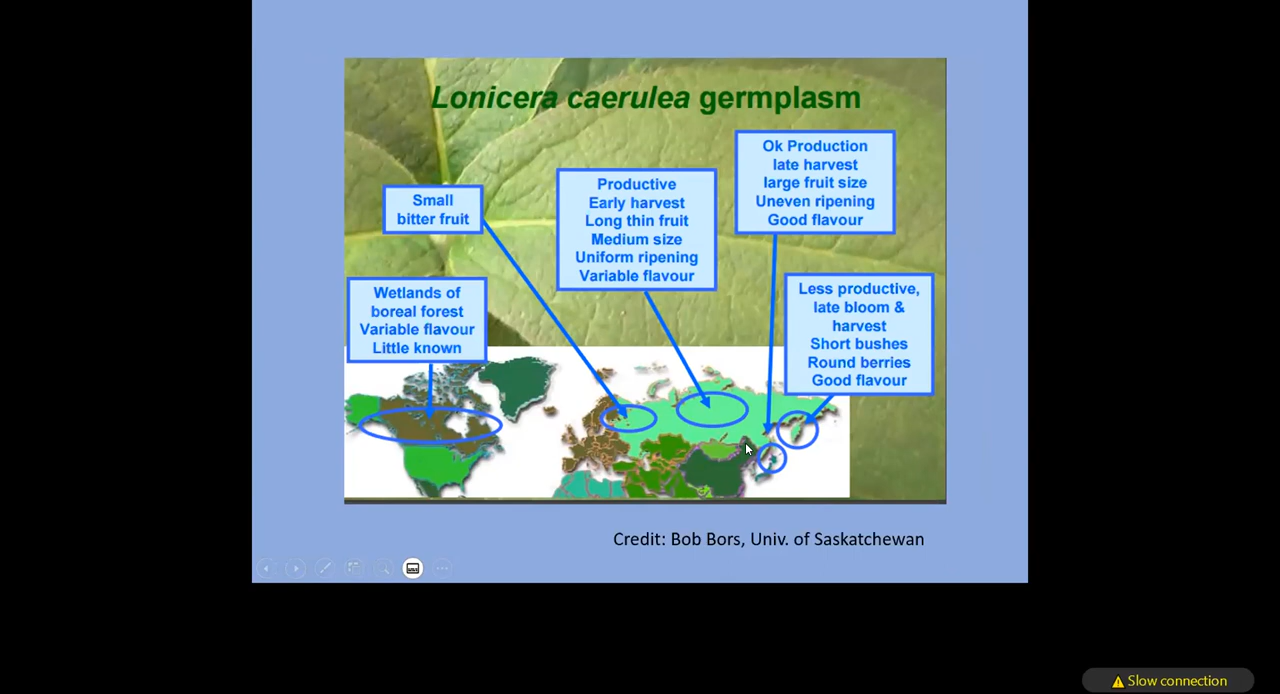 Lonicera caerulea germplasm
Small
bitter fruit
Wetlands of
boreal forest
Variable flavour
Little known
Productive
Early harvest
Long thin fruit
Medium size
Uniform ripening
Variable flavour
Ok Production
late harvest
large fruit size
Uneven ripening
Good flavour
Less productive,
late bloom &
harvest
Short bushes
Round berries
Good flavour
Credit: Bob Bors, Univ. of Saskatchewan
Slow connection